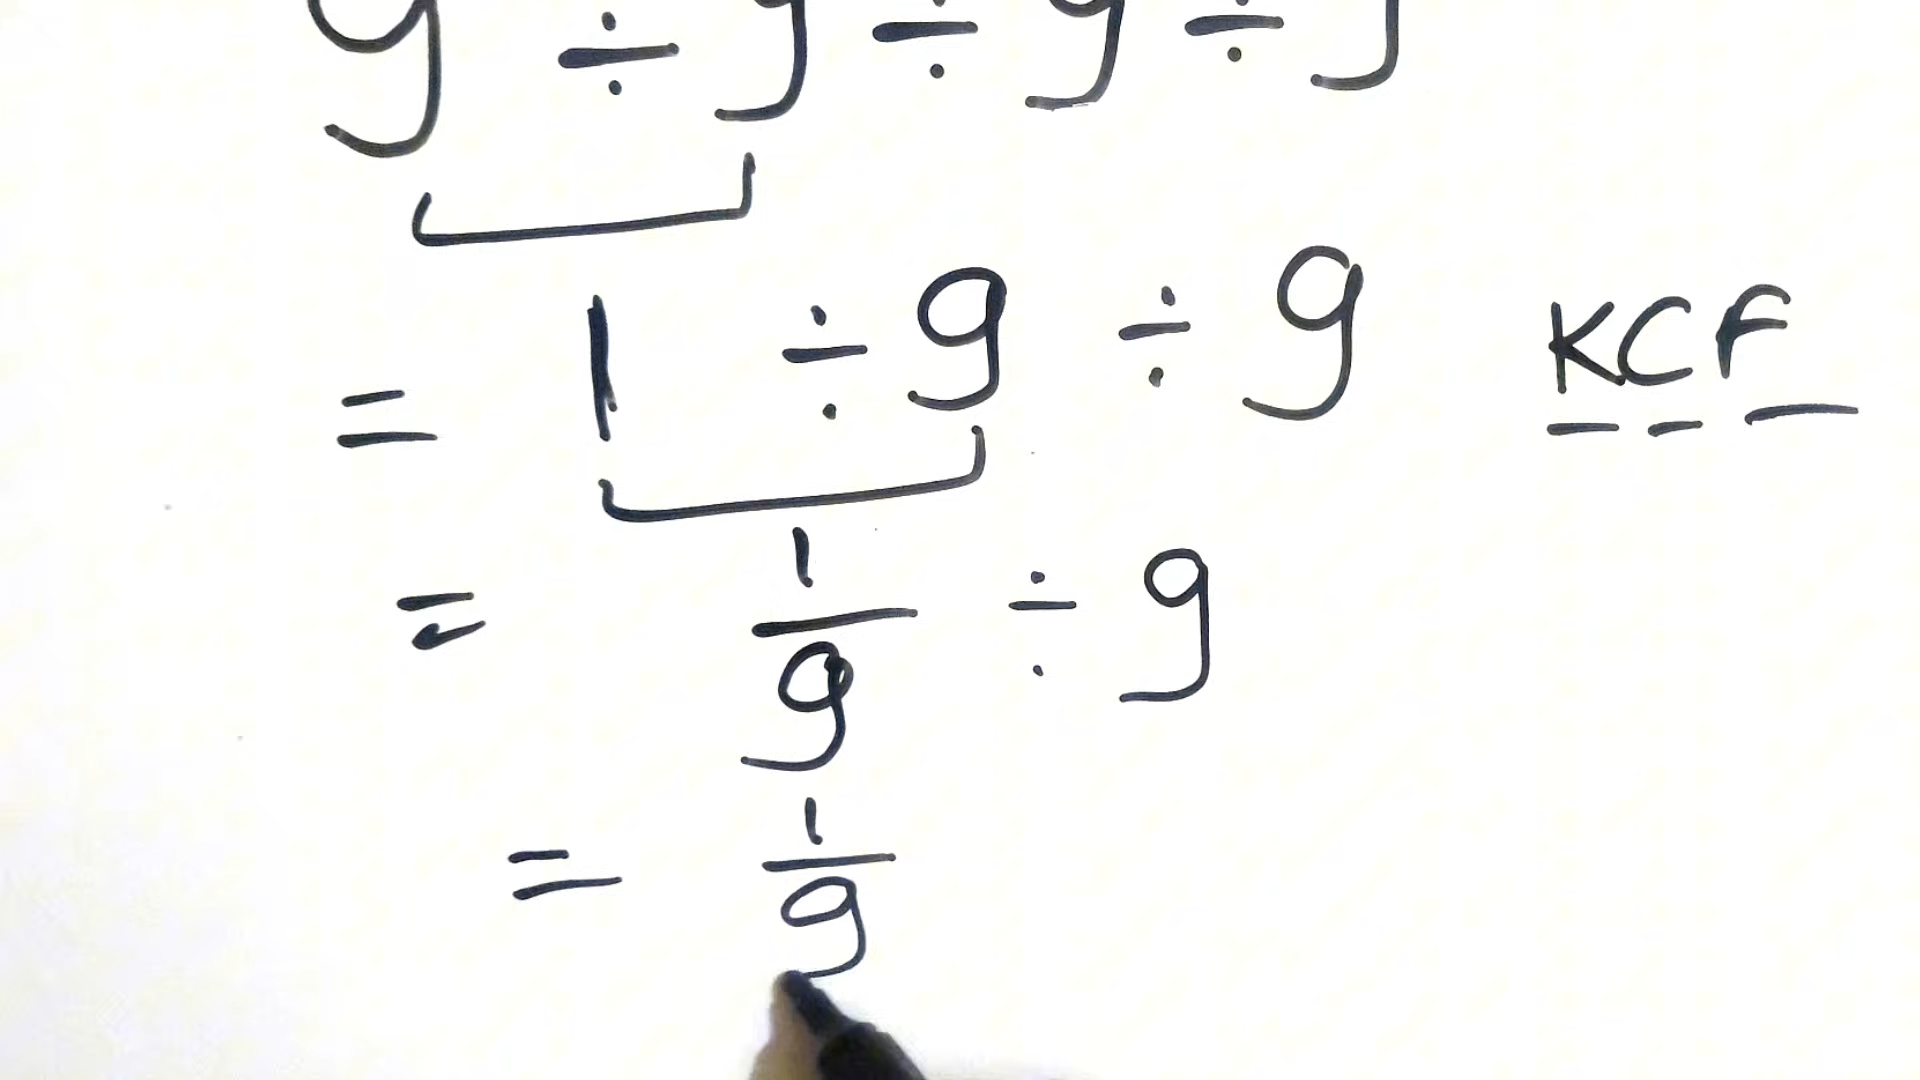 9 ÷ 9 ÷ 9 ÷ 9
= 1 ÷ 9 ÷ 9 KCF
= 1/9 ÷ 9
= 1/9